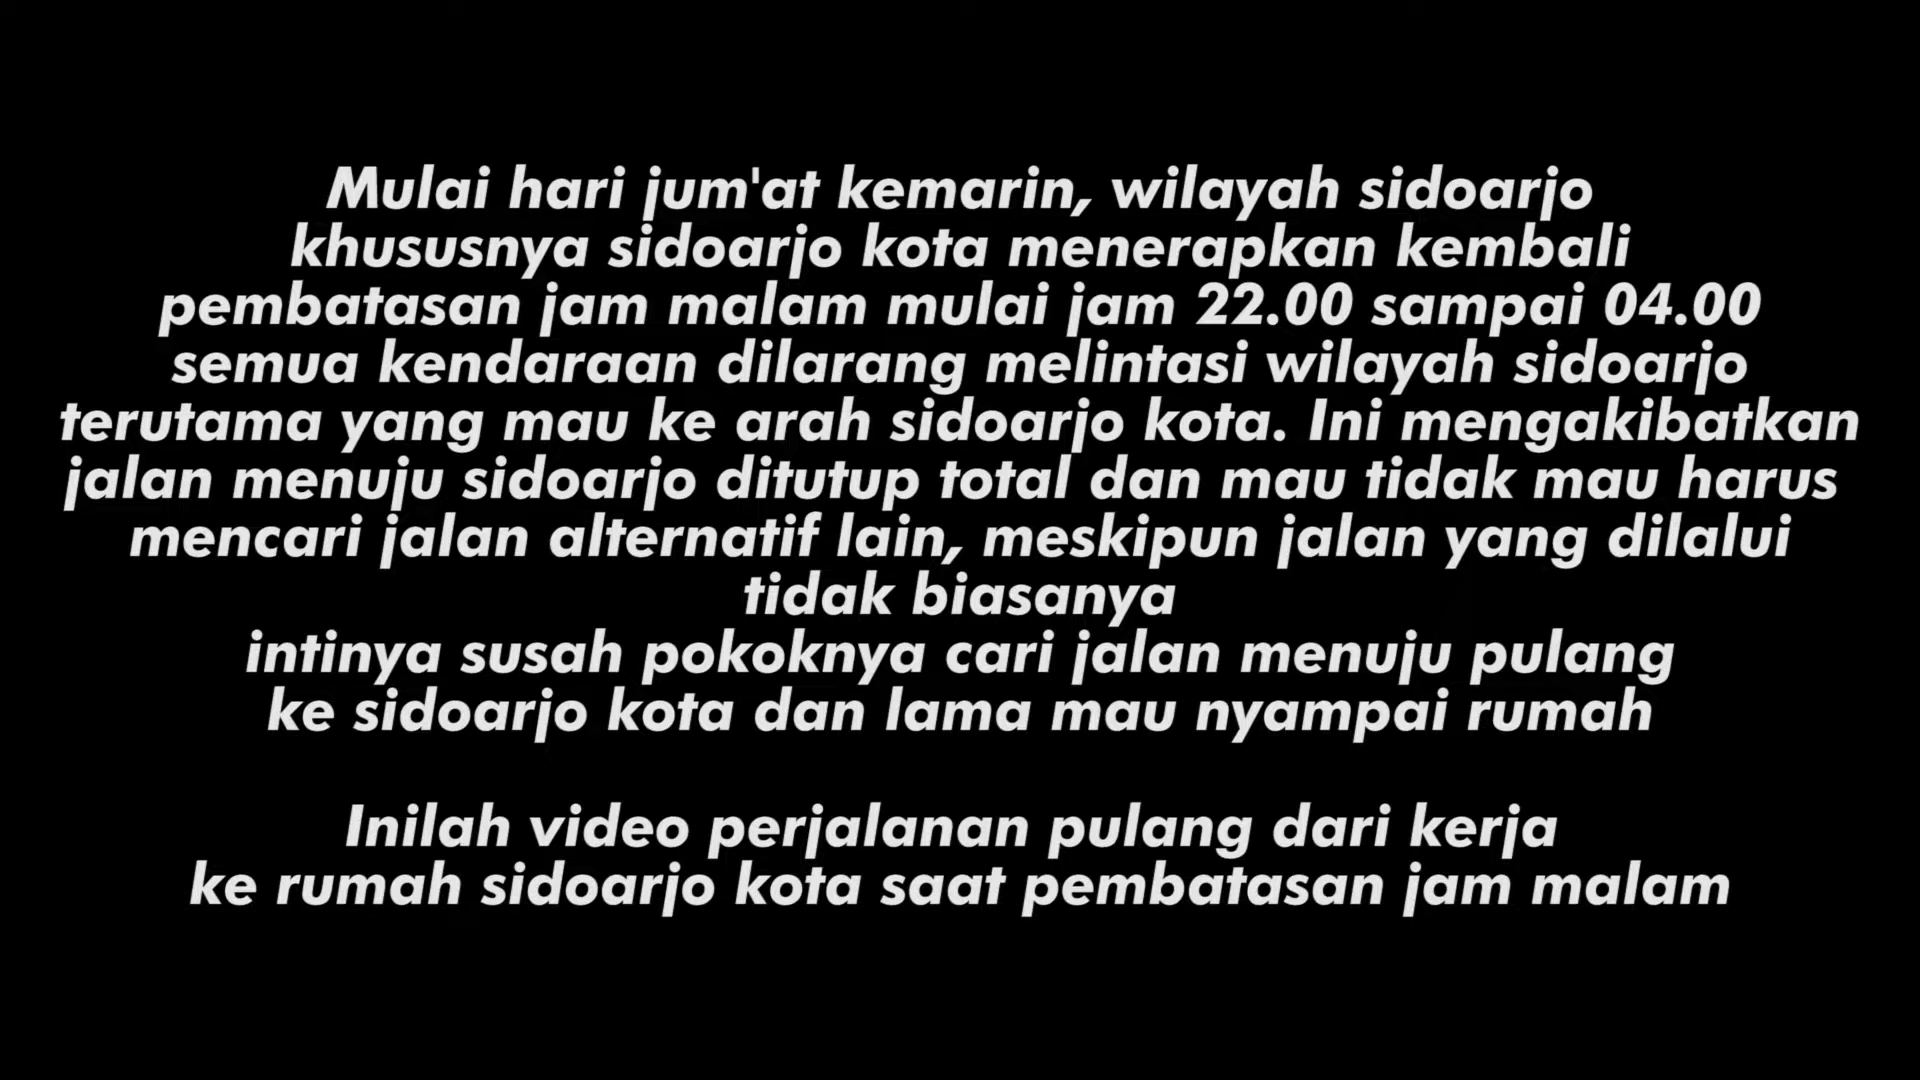 Mulai hari jum'at kemarin, wilayah sidoarjo
khususnya sidoarjo kota menerapkan kembali
pembatasan jam malam mulai jam 22.00 sampai 04.00
semua kendaraan dilarang melintasi wilayah sidoarjo
terutama yang mau ke arah sidoarjo kota. Ini mengakibatkan
jalan menuju sidoarjo ditutup total dan mau tidak mau harus
mencari jalan alternatif lain, meskipun jalan yang dilalui
tidak biasanya
intinya susah pokoknya cari jalan menuju pulang
ke sidoarjo kota dan lama mau nyampai rumah
Inilah video perjalanan pulang dari kerja
ke rumah sidoarjo kota saat pembatasan jam malam